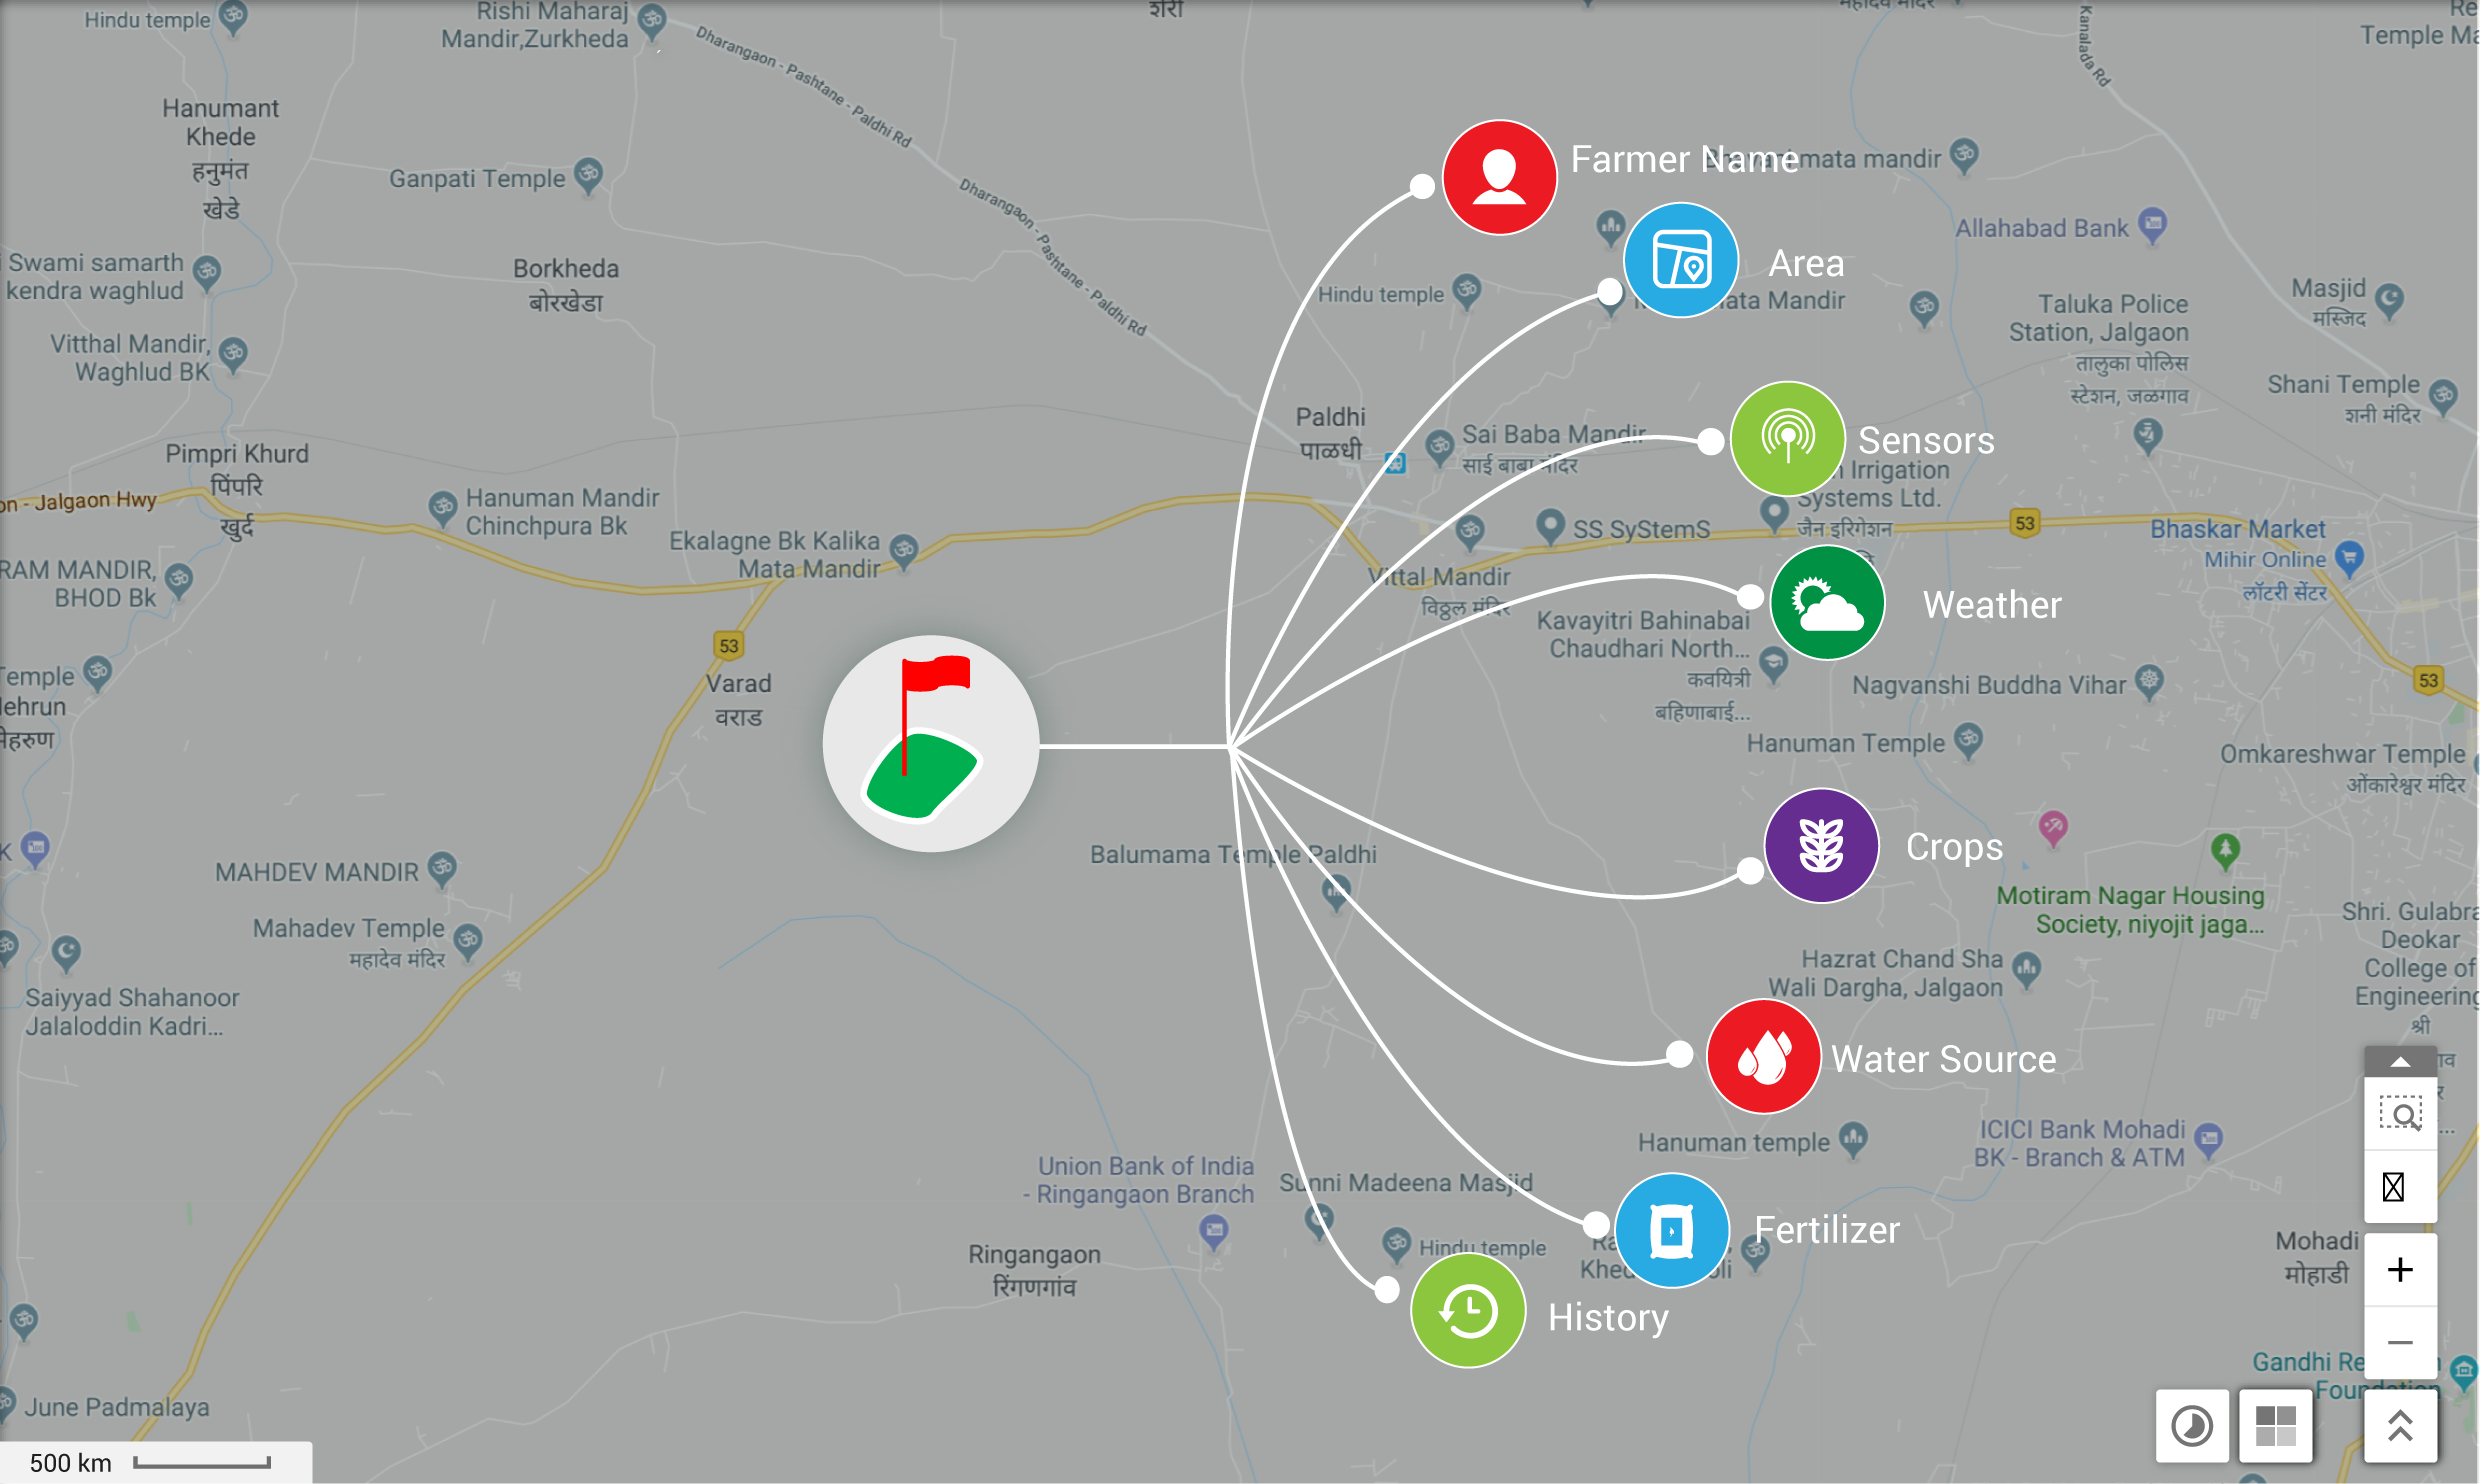 Hindu temple
Rishi Maharaj
Mandir,Zurkheda
शेरी
Temple Ma
Dharangaon - Pashtane - Paldhi Rd
Kanalada Rd
Hanumant
Khede
हनुमंत
खेडे
Ganpati Temple
Farmer Name
mata mandir
Allahabad Bank
Area
Swami samarth
kendra waghlud
Borkheda
बोरखेडा
Dharangaon - Pashtane - Paldhi Rd
Hindu temple
ata Mandir
Taluka Police
Station, Jalgaon
तालुका पोलिस
स्टेशन, जळगाव
Masjid
मस्जिद
Vitthal Mandir,
Waghlud BK
Shani Temple
शनी मंदिर
Paldhi
पाळधी
Sai Baba Mandir
साई बाबा मंदिर
Sensors
Pimpri Khurd
पिंपरि
खुर्द
on - Jalgaon Hwy
Hanuman Mandir
Chinchpura Bk
Ekalagne Bk Kalika
Mata Mandir
n Irrigation
Systems Ltd.
जैन इरिगेशन
SS SyStemS
53
Bhaskar Market
Mihir Online
लॉटरी सेंटर
RAM MANDIR,
BHOD Bk
Vittal Mandir
विठ्ठल मंदिर
Weather
Kavayitri Bahinabai
Chaudhari North...
कवयित्री
बहिणाबाई...
53
Varad
वराड
Temple
Mehrun
मेहरुण
Nagvanshi Buddha Vihar
53
Hanuman Temple
Omkareshwar Temple
ओंकारेश्वर मंदिर
Crops
Balumama Temple Paldhi
K
MAHDEV MANDIR
Mahadev Temple
महादेव मंदिर
Motiram Nagar Housing
Society, niyojit jaga...
Shri. Gulabra
Deokar
College of
Engineering
श्री
Hazrat Chand Sha
Wali Dargha, Jalgaon
Saiyyad Shahanoor
Jalaloddin Kadri...
Water Source
Hanuman temple
ICICI Bank Mohadi
BK - Branch & ATM
Union Bank of India
- Ringangaon Branch
Sunni Madeena Masjid
Ringangaon
रिंगणगांव
Hindu temple
Fertilizer
Mohadi
मोहाडी
History
Gandhi Re
Foundation
June Padmalaya
500 km